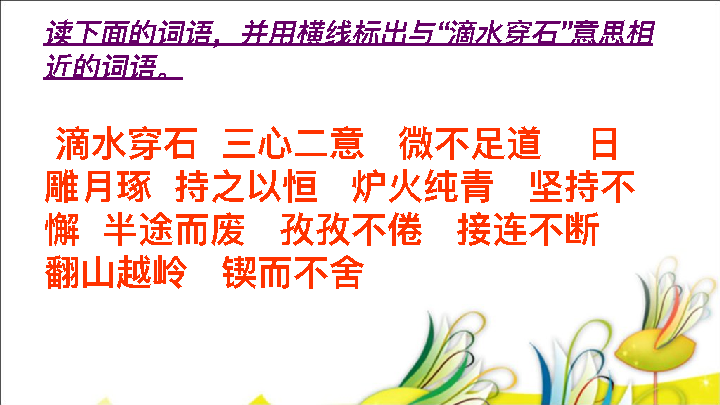 读下面的词语，并用横线标出与“滴水穿石”意思相
近的词语。
滴水穿石 三心二意 微不足道 日
雕月琢 持之以恒 炉火纯青 坚持不
懈 半途而废 孜孜不倦 接连不断
翻山越岭 锲而不舍